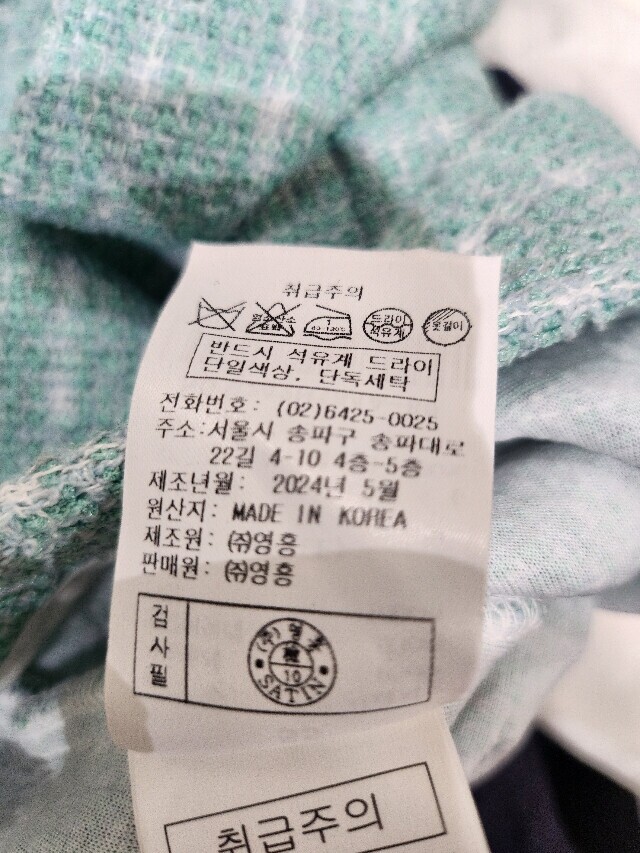 취급주의
드라이
석유계
옷걸이
반드시 석유계 드라이
단일색상, 단독세탁
전화번호: (02)6425-0025
주소:서울시 송파구 송파대로
22길 4-10 4층-5층
제조년월: 2024년 5월
원산지: MADE IN KOREA
제조원: ㈜영흥
판매원: ㈜영흥
검사필
(주)영흥
10
SATIN
취급주의